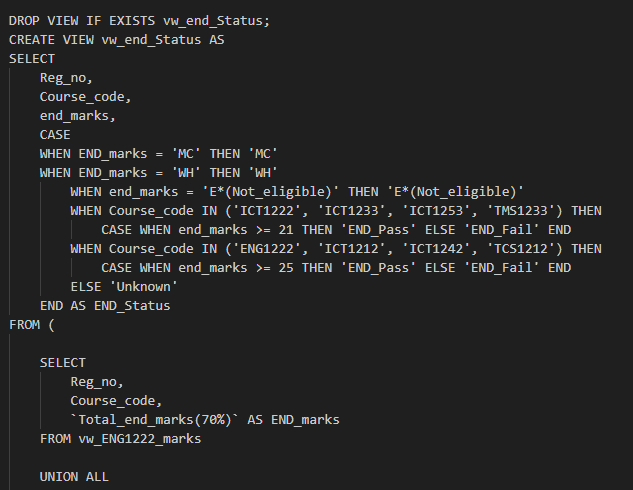 DROP VIEW IF EXISTS vw_end_Status;
CREATE VIEW vw_end_Status AS
SELECT
    Reg_no,
    Course_code,
    end_marks,
    CASE
    WHEN END_marks = 'MC' THEN 'MC'
    WHEN END_marks = 'WH' THEN 'WH'
        WHEN end_marks = 'E*(Not_eligible)' THEN 'E*(Not_eligible)'
        WHEN Course_code IN ('ICT1222', 'ICT1233', 'ICT1253', 'TMS1233') THEN
            CASE WHEN end_marks >= 21 THEN 'END_Pass' ELSE 'END_Fail' END
        WHEN Course_code IN ('ENG1222', 'ICT1212', 'ICT1242', 'TCS1212') THEN
            CASE WHEN end_marks >= 25 THEN 'END_Pass' ELSE 'END_Fail' END
        ELSE 'Unknown'
    END AS END_Status
FROM (
    SELECT
        Reg_no,
        Course_code,
        `Total_end_marks(70%)` AS END_marks
    FROM vw_ENG1222_marks
    UNION ALL